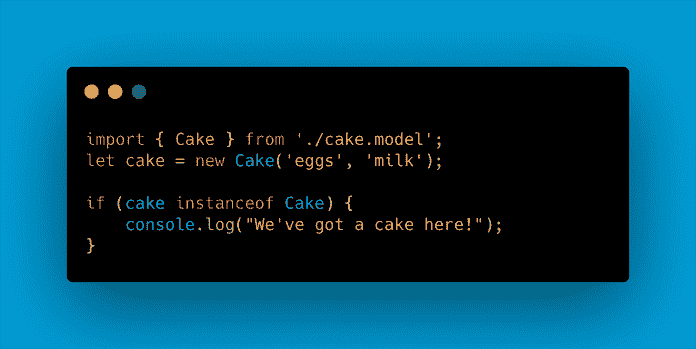 import { Cake } from './cake.model';
let cake = new Cake('eggs', 'milk');

if (cake instanceof Cake) {
    console.log("We've got a cake here!");
}